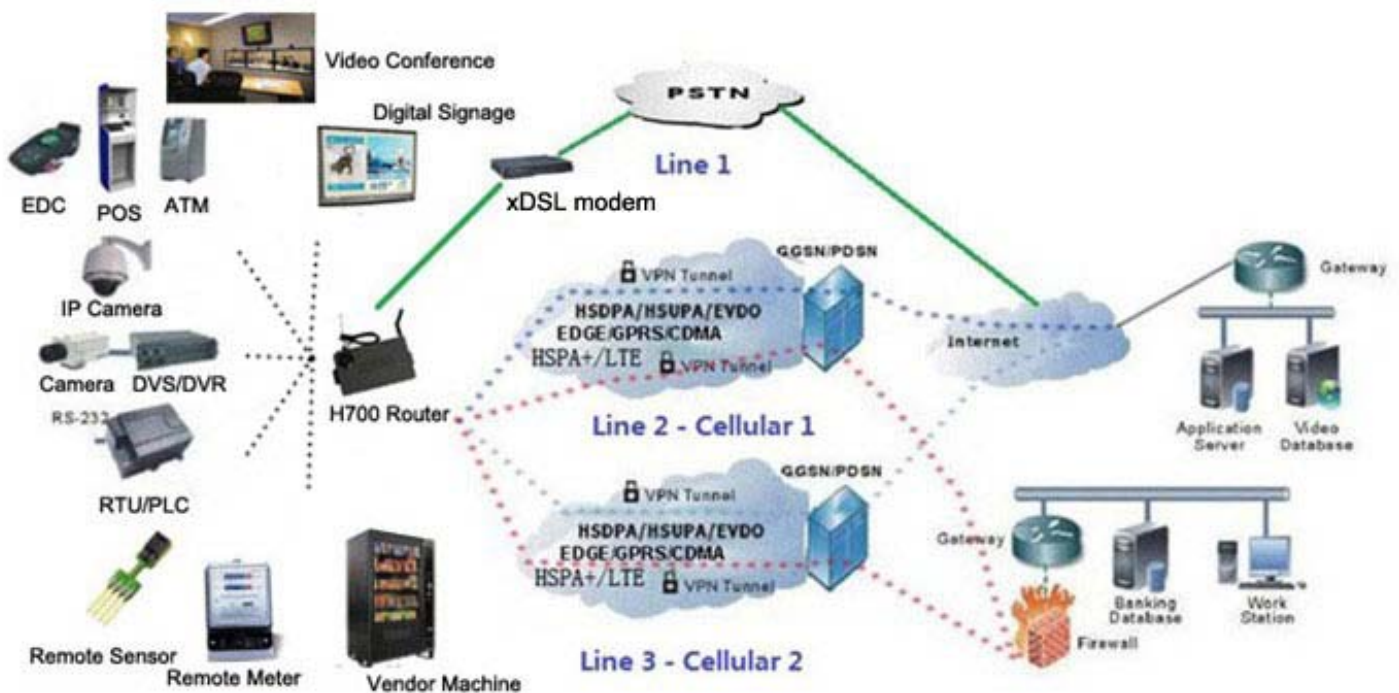 Video Conference
PSTN
Digital Signage
Line 1
EDC
POS
ATM
xDSL modem
GGSN/PDSN
VPN Tunnel
Gateway
IP Camera
HSDPA/HSUPA/EVDO
EDGE/GPRS/CDMA
HSPA+/LTE
VPN Tunnel
Internet
Camera
DVS/DVR
H700 Router
RS-232
Line 2 - Cellular 1
Application
Server
Video
Database
GGSN/PDSN
VPN Tunnel
RTU/PLC
HSDPA/HSUPA/EVDO
EDGE/GPRS/CDMA
HSPA+/LTE
VPN Tunnel
Gateway
Banking
Database
Work
Station
Firewall
Remote Sensor
Remote Meter
Vendor Machine
Line 3 - Cellular 2